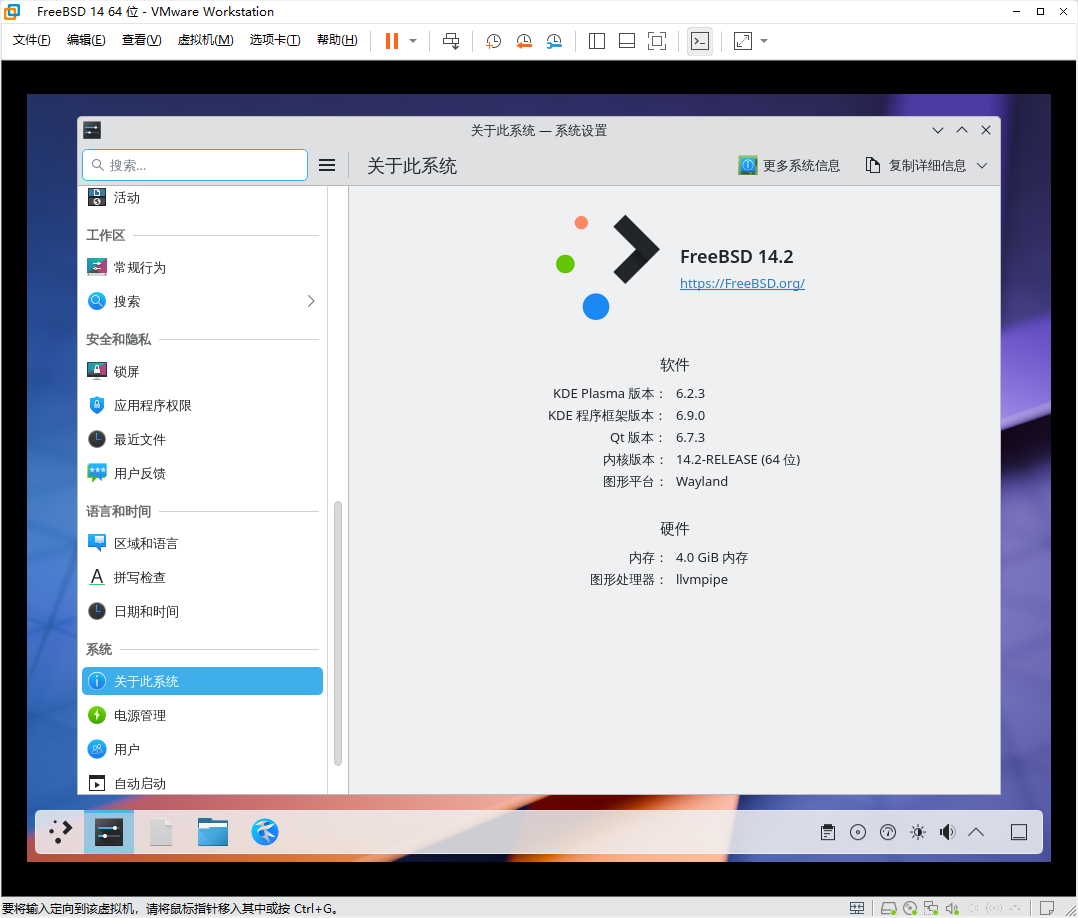 FreeBSD 14 64 位 - VMware Workstation
文件(F) 编辑(E) 查看(V) 虚拟机(M) 选项卡(T) 帮助(H)
关于此系统 — 系统设置
搜索...
关于此系统
更多系统信息
复制详细信息
活动
工作区
常规行为
搜索
安全和隐私
锁屏
应用程序权限
最近文件
用户反馈
语言和时间
区域和语言
拼写检查
日期和时间
系统
关于此系统
电源管理
用户
自动启动
FreeBSD 14.2
https://FreeBSD.org/
软件
KDE Plasma 版本： 6.2.3
KDE 程序框架版本： 6.9.0
Qt 版本： 6.7.3
内核版本： 14.2-RELEASE (64 位)
图形平台： Wayland
硬件
内存： 4.0 GiB 内存
图形处理器： llvmpipe
要将输入定向到该虚拟机，请将鼠标指针移入其中或按 Ctrl+G。